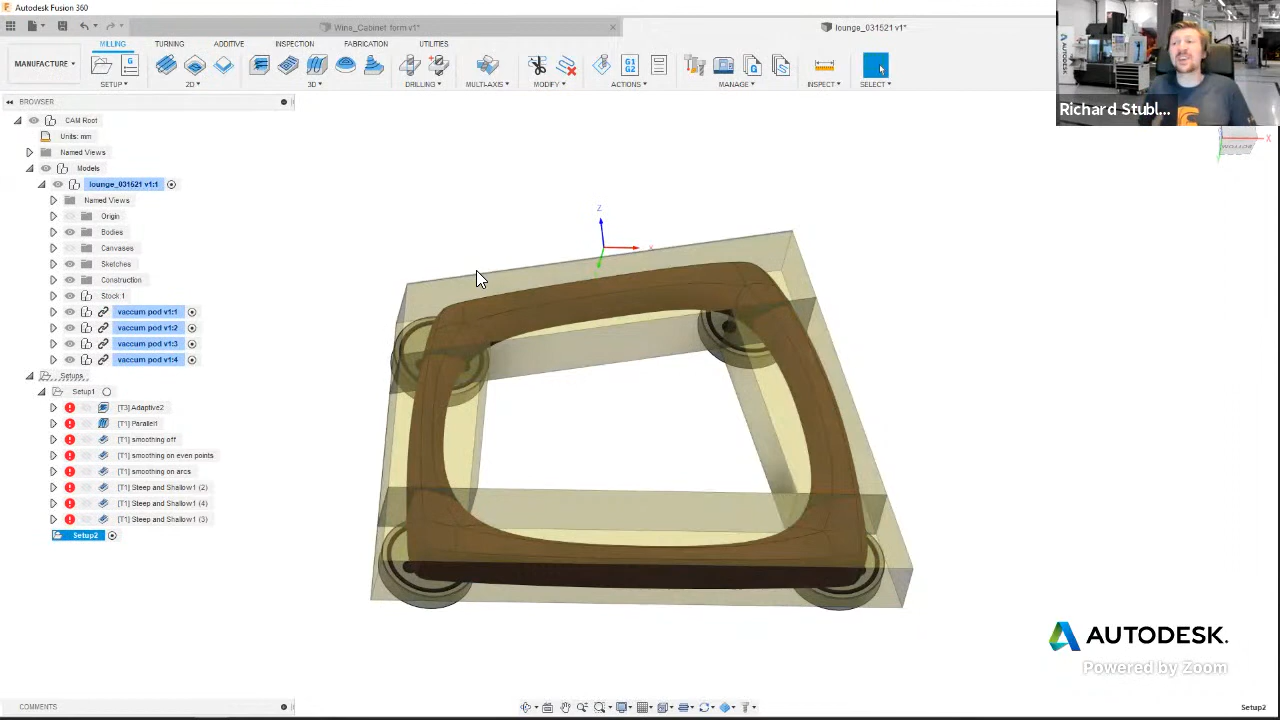 Autodesk Fusion 360
Wine_Cabinet form v1*
lounge_031521 v1*
MILLING TURNING ADDITIVE INSPECTION FABRICATION UTILITIES
MANUFACTURE
G1
G2
SETUP 2D 3D DRILLING MULTI-AXIS MODIFY ACTIONS MANAGE INSPECT SELECT
Richard Stubl...
BROWSER
CAM Root
Units: mm
Named Views
Models
lounge_031521 v1:1
Named Views
Origin
Bodies
Canvases
Sketches
Construction
Stock:1
vaccum pod v1:1
vaccum pod v1:2
vaccum pod v1:3
vaccum pod v1:4
Setups
Setup1
[T3] Adaptive2
[T1] Parallel1
[T1] smoothing off
[T1] smoothing on even points
[T1] smoothing on arcs
[T1] Steep and Shallow1 (2)
[T1] Steep and Shallow1 (4)
[T1] Steep and Shallow1 (3)
Setup2
Z
X
BOTTOM
AUTODESK.
Powered by Zoom
COMMENTS
Setup2